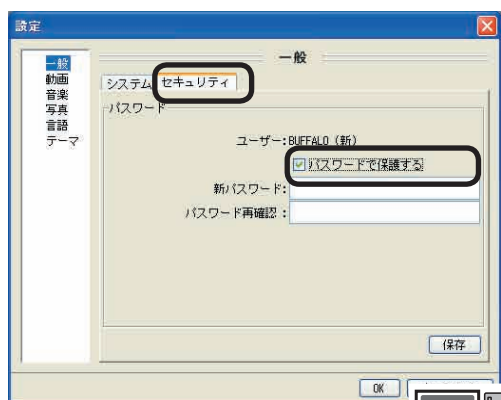 設定
一般
動画
音楽
写真
言語
テーマ
一般
システム
セキュリティ
パスワード
ユーザー:BUFFALO (新)
パスワードで保護する
新パスワード:
パスワード再確認 :
保存
OK